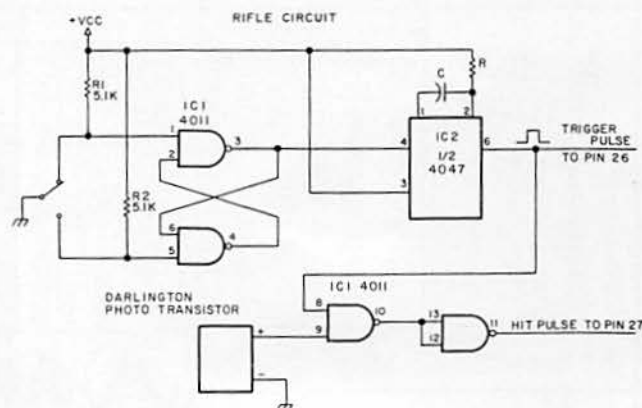 RIFLE CIRCUIT
+VCC
R1
5.1K
R2
5.1K
IC1
4011
1
2
3
6
5
4
C
R
1
2
4
3
6
IC2
1/2
4047
TRIGGER
PULSE
TO PIN 26
DARLINGTON
PHOTO TRANSISTOR
+
-
IC1 4011
8
9
10
13
12
11
HIT PULSE TO PIN 27